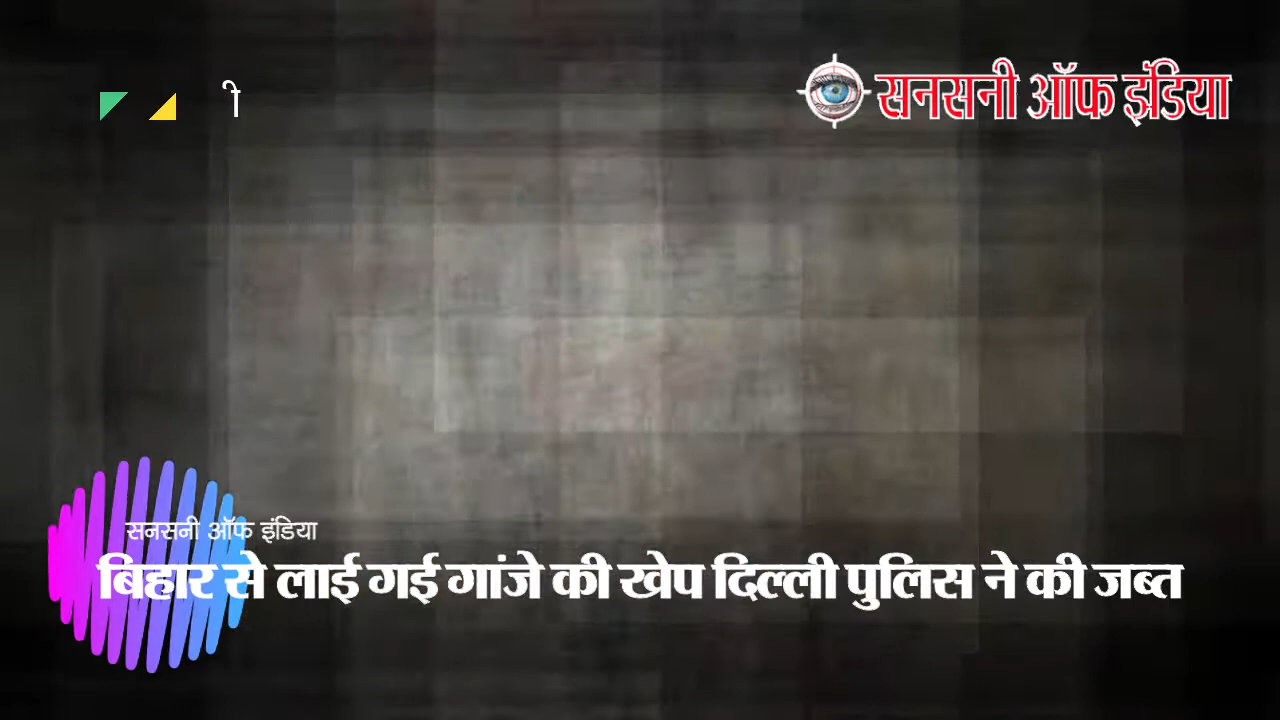 ी
सनसनी ऑफ इंडिया
सनसनी ऑफ इंडिया
बिहार से लाई गई गांजे की खेप दिल्ली पुलिस ने की जब्त